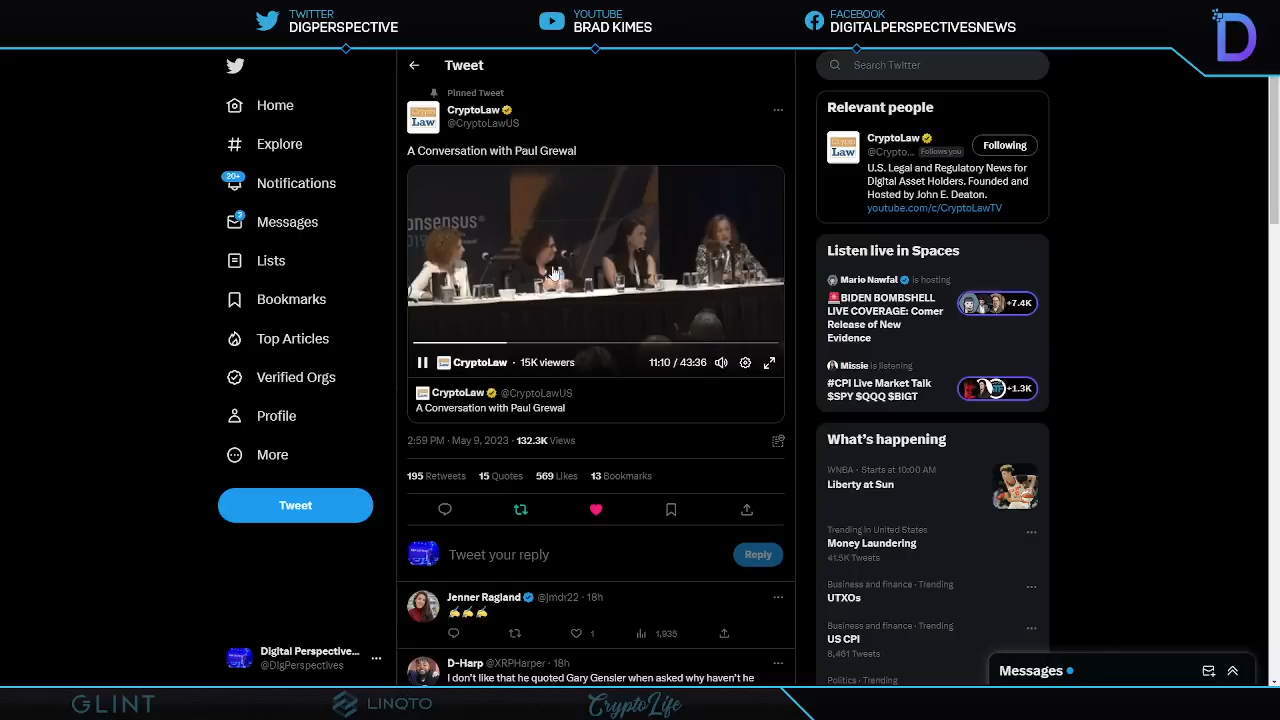 TWITTER
DIGPERSPECTIVE
YOUTUBE
BRAD KIMES
FACEBOOK
DIGITALPERSPECTIVESNEWS
D
Home
Explore
20+
Notifications
2
Messages
Lists
Bookmarks
Top Articles
Verified Orgs
Profile
More
Tweet
Digital Perspective...
@DIgPerspectives
Tweet
Pinned Tweet
Crypto
Law
CryptoLaw
@CryptoLawUS
A Conversation with Paul Grewal
onsensus
2019
CryptoLaw · 15K viewers
11:10 / 43:36
CryptoLaw @CryptoLawUS
A Conversation with Paul Grewal
2:59 PM · May 9, 2023 · 132.3K Views
195 Retweets 15 Quotes 569 Likes 13 Bookmarks
Tweet your reply
Reply
Jenner Ragland @jmdr22 · 18h
✍✍✍
1
1,935
D-Harp @XRPHarper · 18h
I don't like that he quoted Gary Gensler when asked why haven't he
Search Twitter
Relevant people
Crypto
Law
CryptoLaw
@Crypto... Follows you
Following
U.S. Legal and Regulatory News for
Digital Asset Holders. Founded and
Hosted by John E. Deaton.
youtube.com/c/CryptoLawTV
Listen live in Spaces
Mario Nawfal is hosting
🚨BIDEN BOMBSHELL
LIVE COVERAGE: Comer
Release of New
Evidence
+7.4K
Missie is listening
#CPI Live Market Talk
$SPY $QQQ $BIGT
+1.3K
What's happening
WNBA · Starts at 10:00 AM
Liberty at Sun
Trending in United States
Money Laundering
41.5K Tweets
Business and finance · Trending
UTXOs
Business and finance · Trending
US CPI
8,461 Tweets
Politics · Trending
Messages
GLINT
LINQTO
CryptoLife